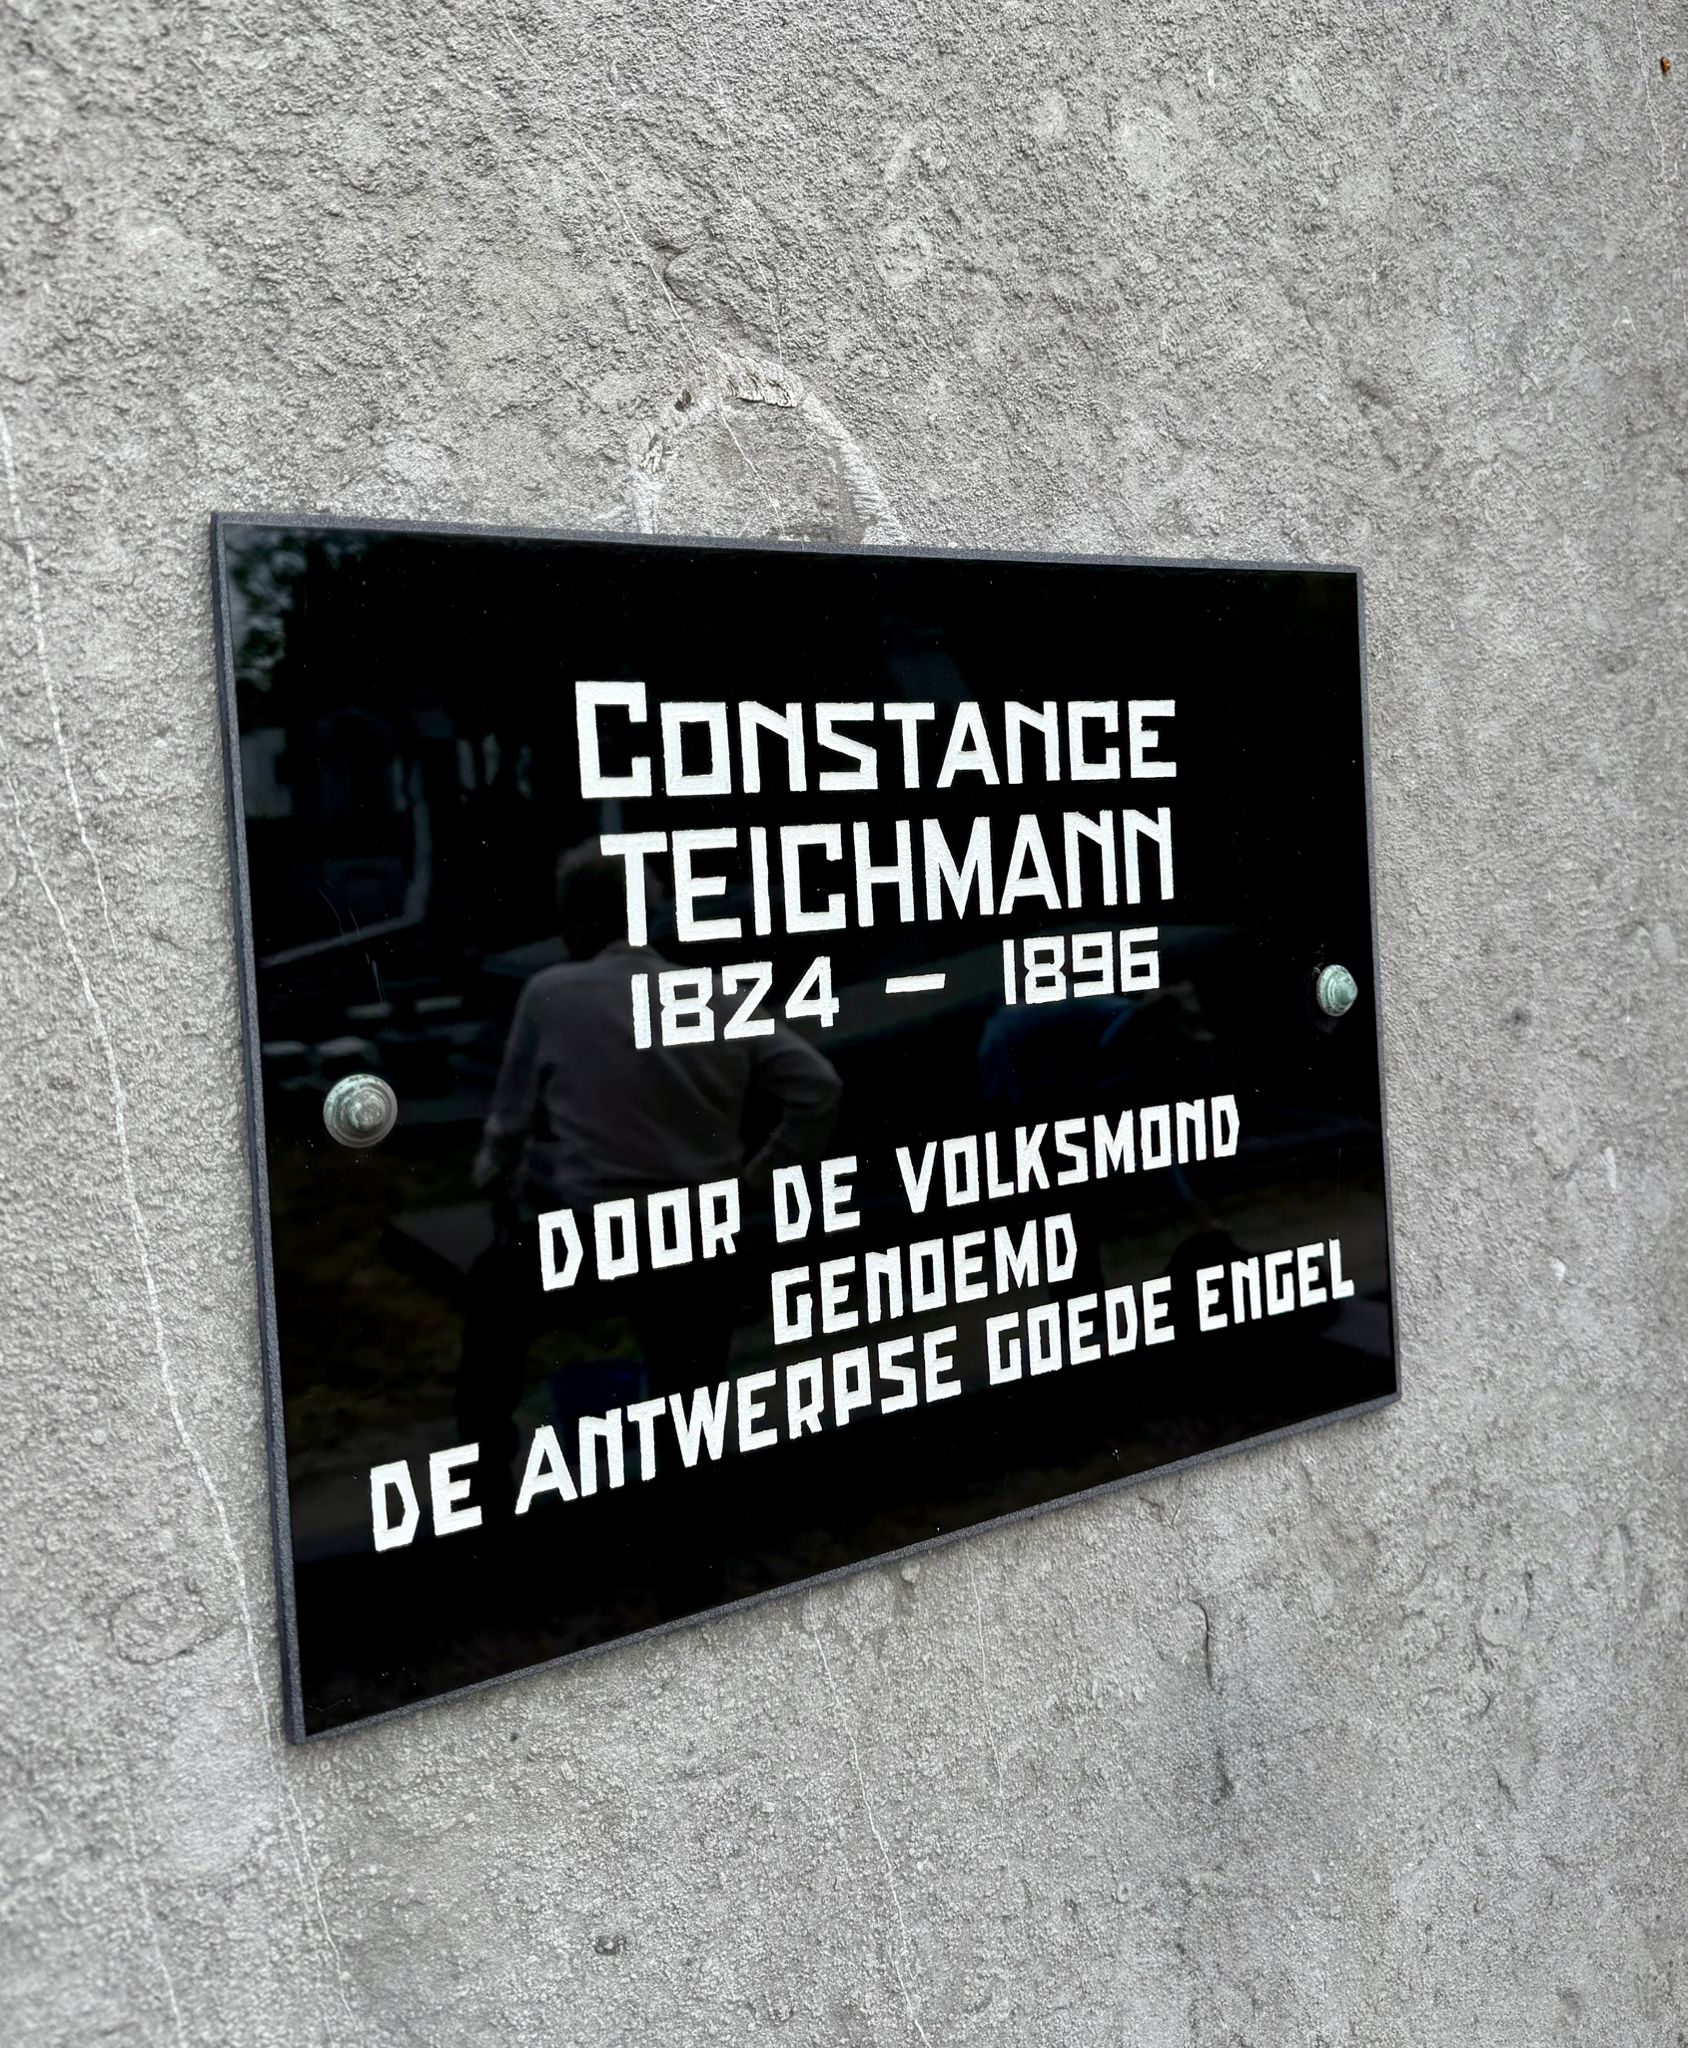 CONSTANCE
TEICHMANN
1824 - 1896
DOOR DE VOLKSMOND
GENOEMD
DE ANTWERPSE GOEDE ENGEL